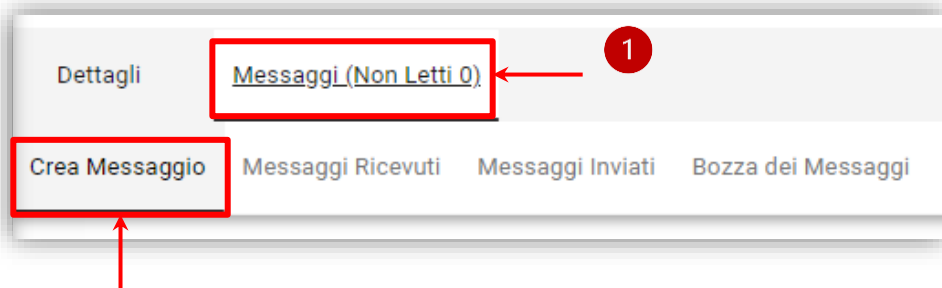 Dettagli Messaggi (Non Letti 0) 1
Crea Messaggio Messaggi Ricevuti Messaggi Inviati Bozza dei Messaggi